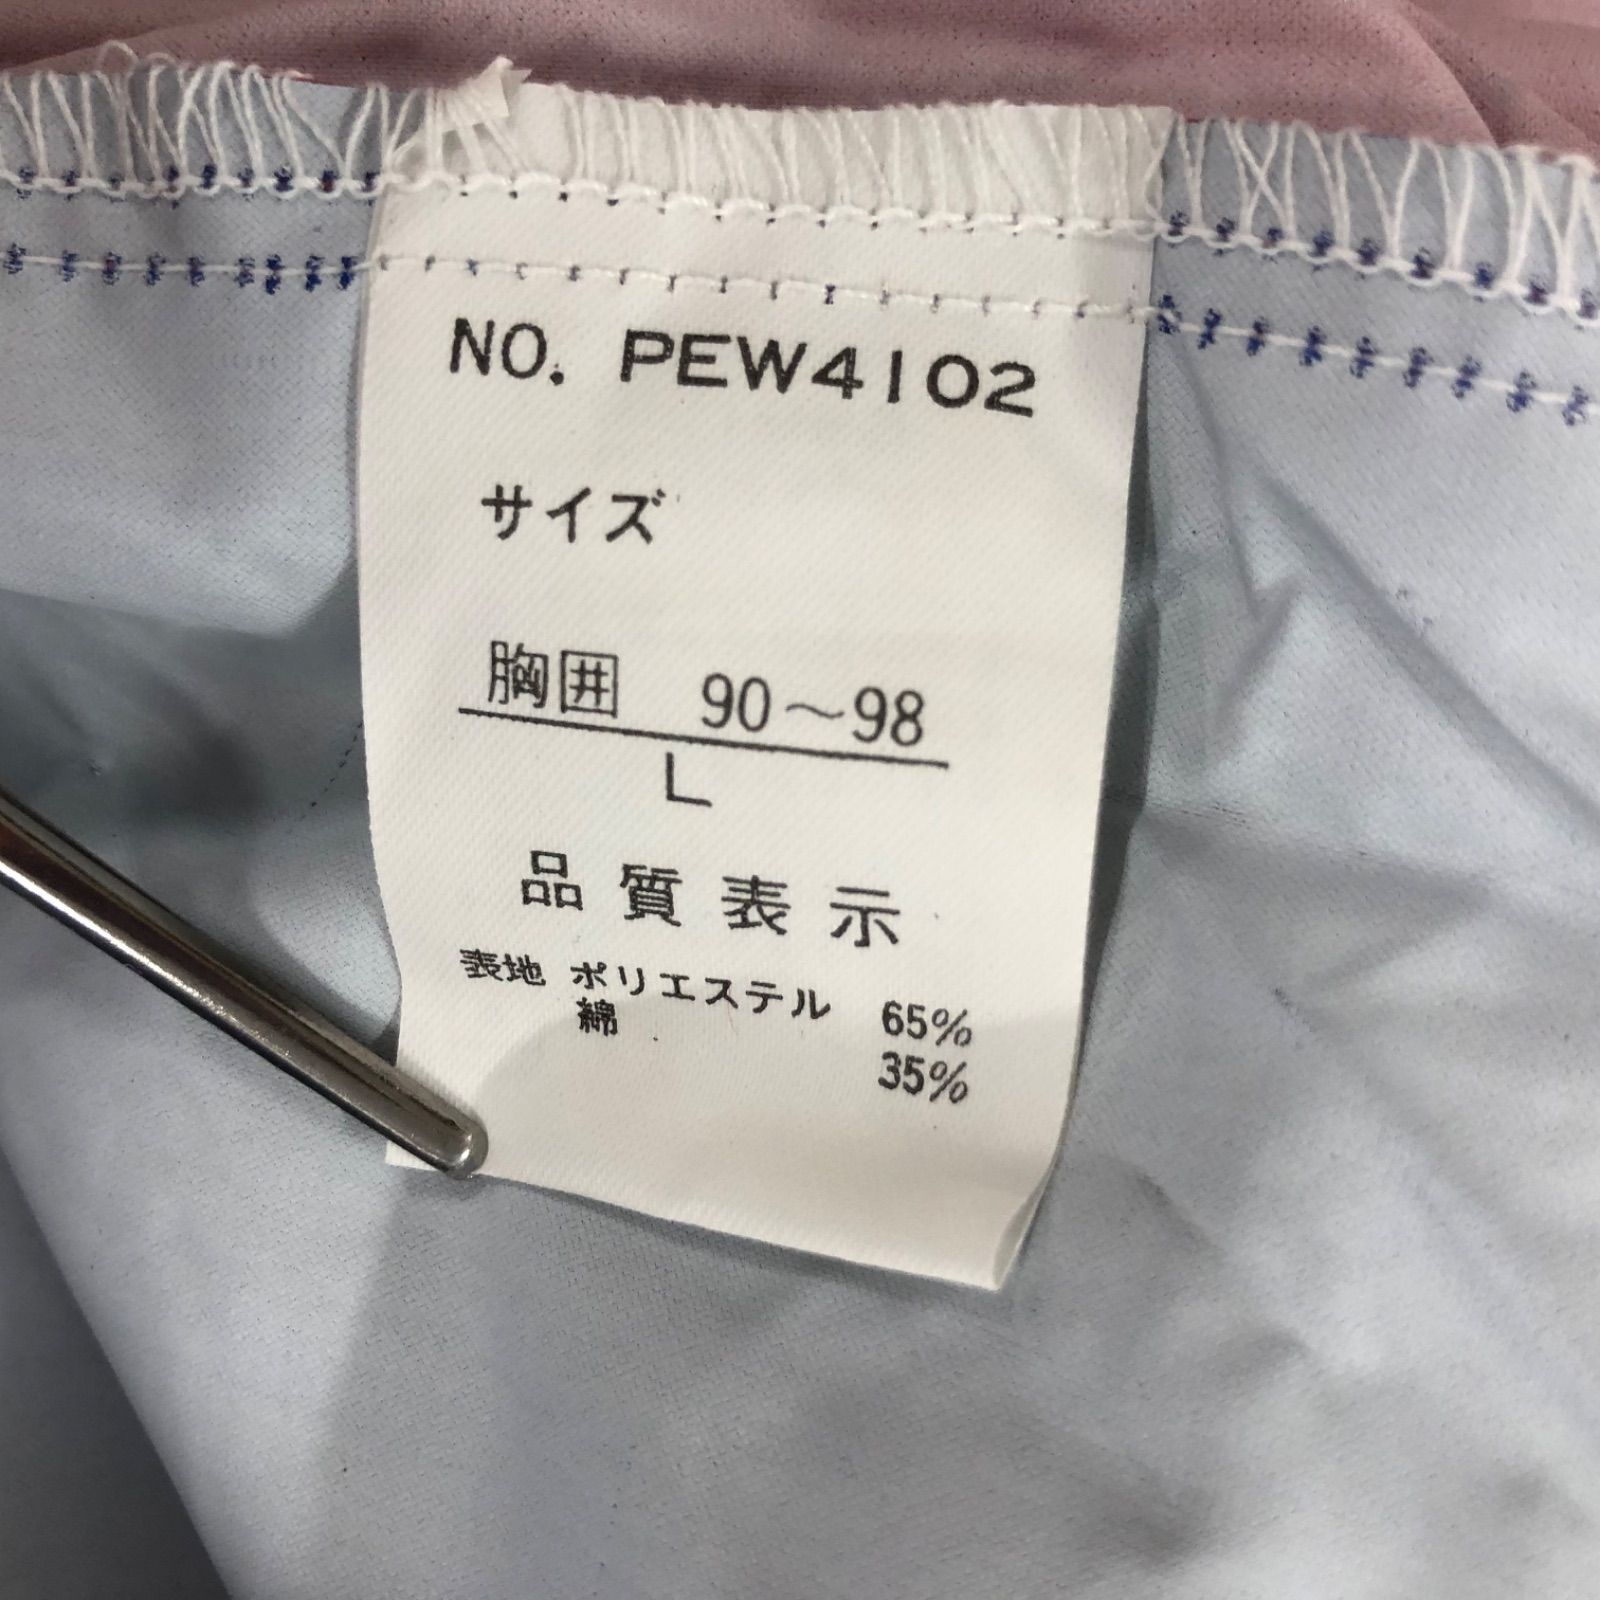 NO. PEW4102
サイズ
胸囲 90～98
L
品質表示
表地 ポリエステル 65%
綿 35%